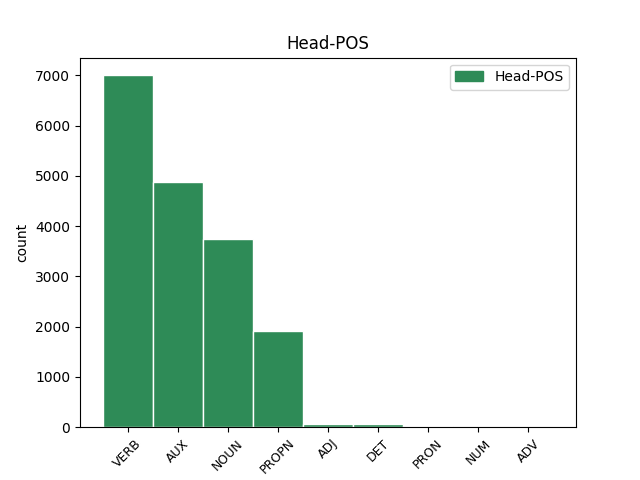 Head-POS
Head-POS
7000
6000
5000
4000
3000
2000
1000
0
count
VERB
AUX
NOUN
PROPN
ADJ
DET
PRON
NUM
ADV